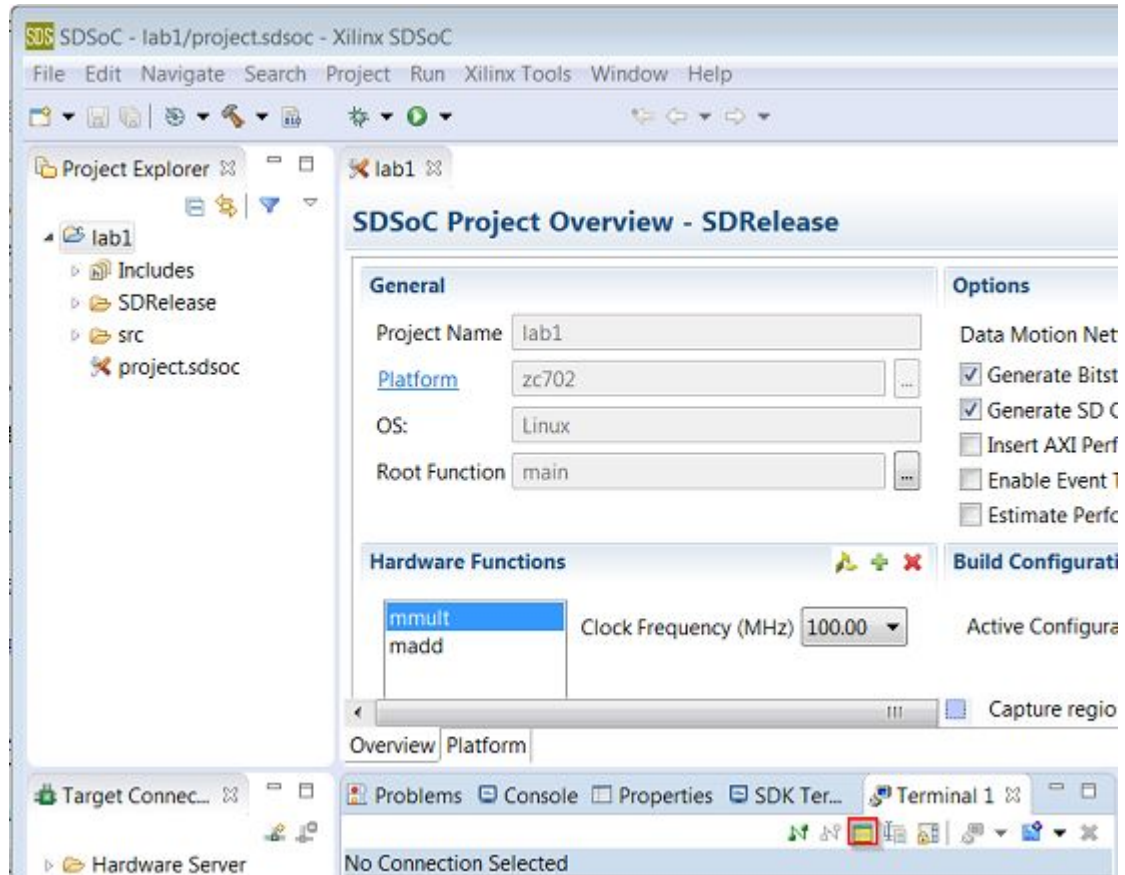 SDS SDSoC - lab1/project.sdsoc - Xilinx SDSoC
File Edit Navigate Search Project Run Xilinx Tools Window Help
Project Explorer
lab1
Includes
SDRelease
src
project.sdsoc
lab1
SDSoC Project Overview - SDRelease
General
Project Name lab1
Platform zc702 ...
OS: Linux
Root Function main ...
Options
Data Motion Net
Generate Bitst
Generate SD C
Insert AXI Perf
Enable Event T
Estimate Perfo
Hardware Functions
mmult
madd
Clock Frequency (MHz) 100.00
Build Configurati
Active Configura
Capture regio
Overview Platform
Target Connec...
Hardware Server
Problems Console Properties SDK Ter... Terminal 1
No Connection Selected